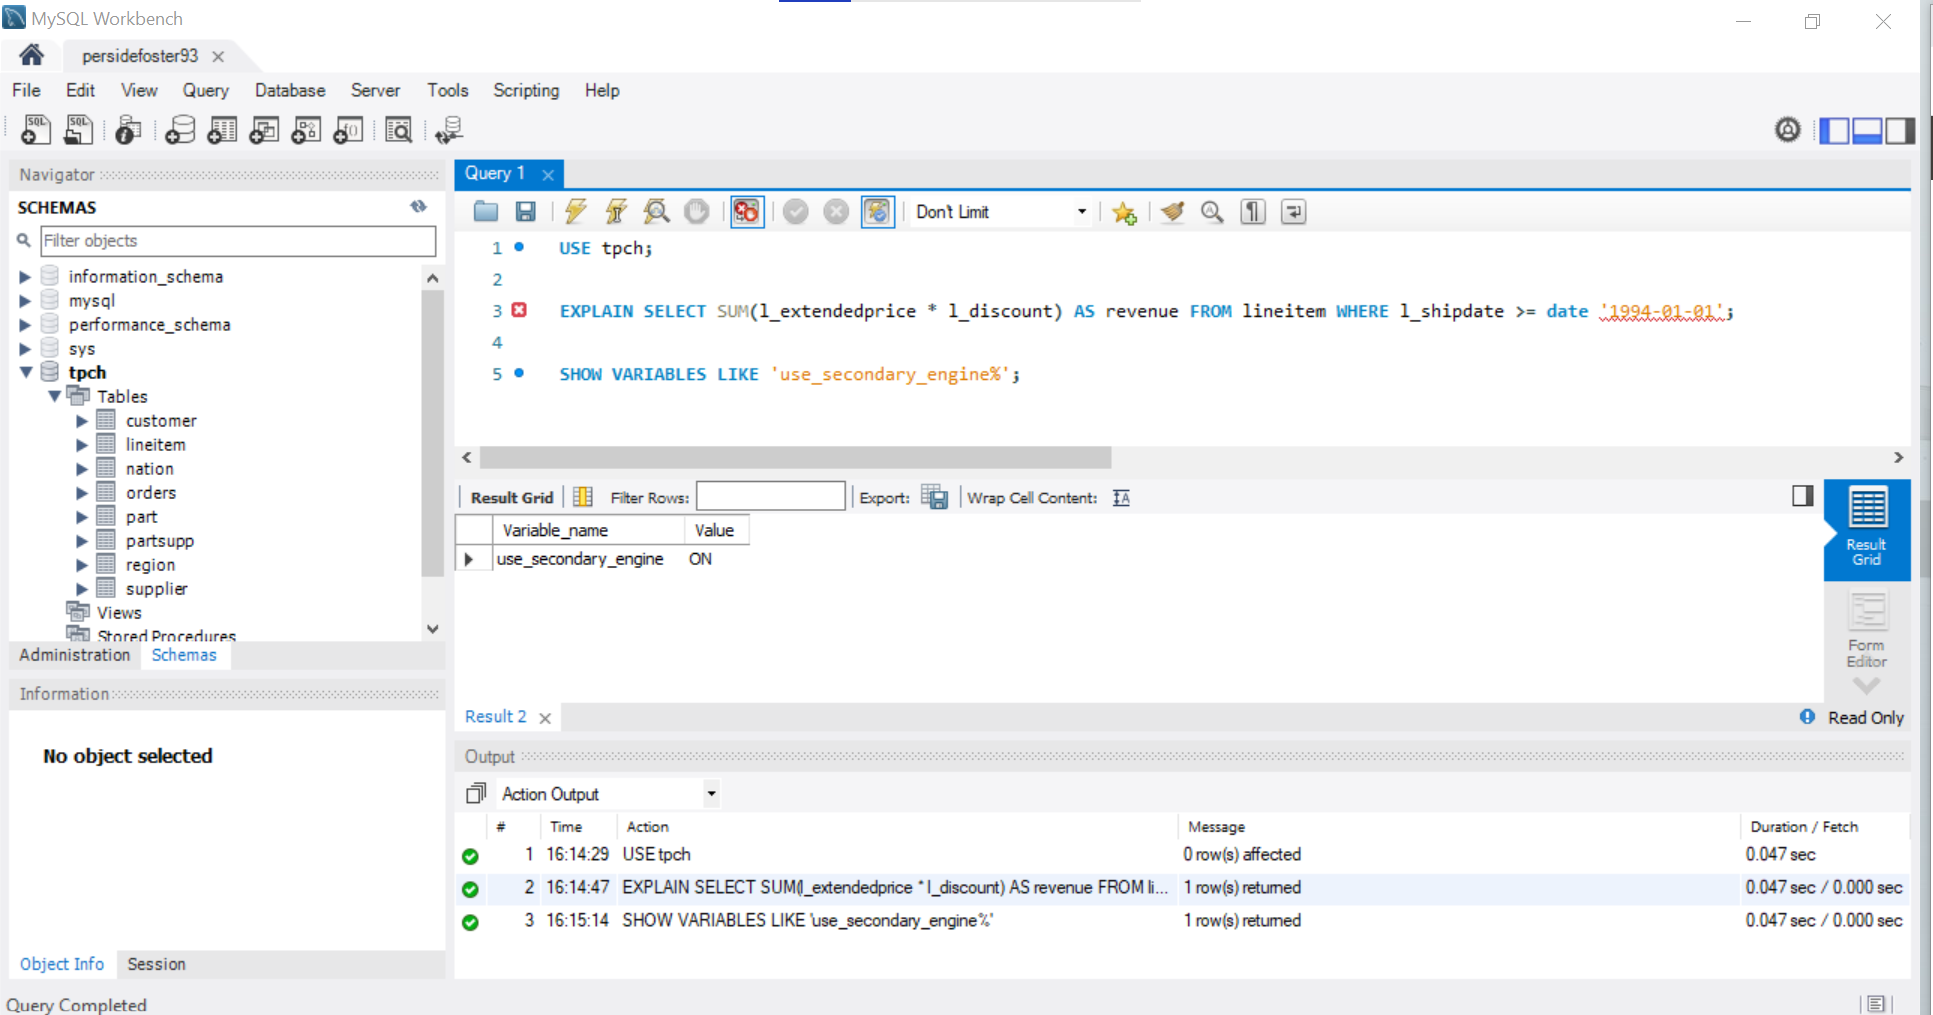 MySQL Workbench
persidefoster93
File Edit View Query Database Server Tools Scripting Help
SQL SQL
Navigator
SCHEMAS
Filter objects
information_schema
mysql
performance_schema
sys
tpch
Tables
customer
lineitem
nation
orders
part
partsupp
region
supplier
Views
Stored Procedures
Administration Schemas
Information
No object selected
Object Info Session
Query 1
Don't Limit
1 USE tpch;
2
3 EXPLAIN SELECT SUM(l_extendedprice * l_discount) AS revenue FROM lineitem WHERE l_shipdate >= date '1994-01-01';
4
5 SHOW VARIABLES LIKE 'use_secondary_engine%';
Result Grid Filter Rows: Export: Wrap Cell Content:
Variable_name Value
use_secondary_engine ON
Result Grid
Form Editor
Result 2 Read Only
Output
Action Output
# Time Action Message Duration / Fetch
1 16:14:29 USE tpch 0 row(s) affected 0.047 sec
2 16:14:47 EXPLAIN SELECT SUM(l_extendedprice * l_discount) AS revenue FROM li... 1 row(s) returned 0.047 sec / 0.000 sec
3 16:15:14 SHOW VARIABLES LIKE 'use_secondary_engine%' 1 row(s) returned 0.047 sec / 0.000 sec
Query Completed